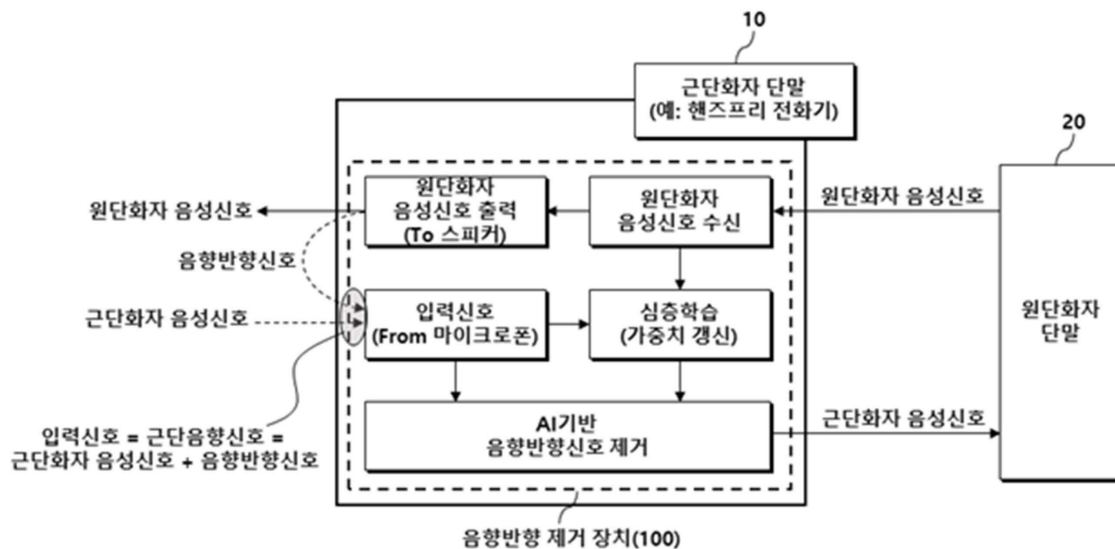 10
근단화자 단말
(예: 핸즈프리 전화기)
20
원단화자 음성신호
원단화자
음성신호 출력
(To 스피커)
원단화자
음성신호 수신
원단화자 음성신호
음향반향신호
근단화자 음성신호
입력신호
(From 마이크로폰)
심층학습
(가중치 갱신)
원단화자
단말
입력신호 = 근단음향신호 =
근단화자 음성신호 + 음향반향신호
AI기반
음향반향신호 제거
근단화자 음성신호
음향반향 제거 장치(100)